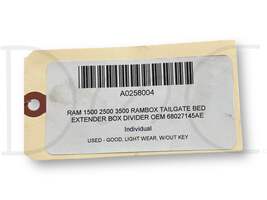 A0258004
RAM 1500 2500 3500 RAMBOX TAILGATE BED
EXTENDER BOX DIVIDER OEM 68027145AE
Individual
USED - GOOD, LIGHT WEAR, W/OUT KEY